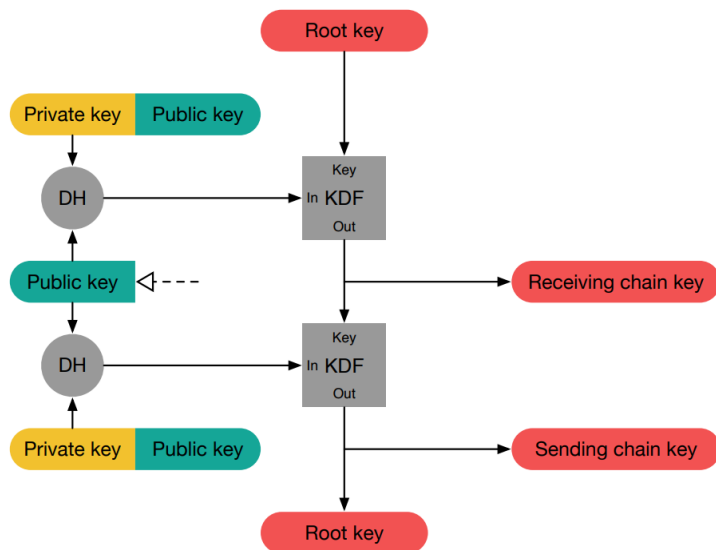 Root key
Private key Public key
Key
DH
In KDF
Out
Public key
Receiving chain key
Key
DH
In KDF
Out
Private key Public key
Sending chain key
Root key